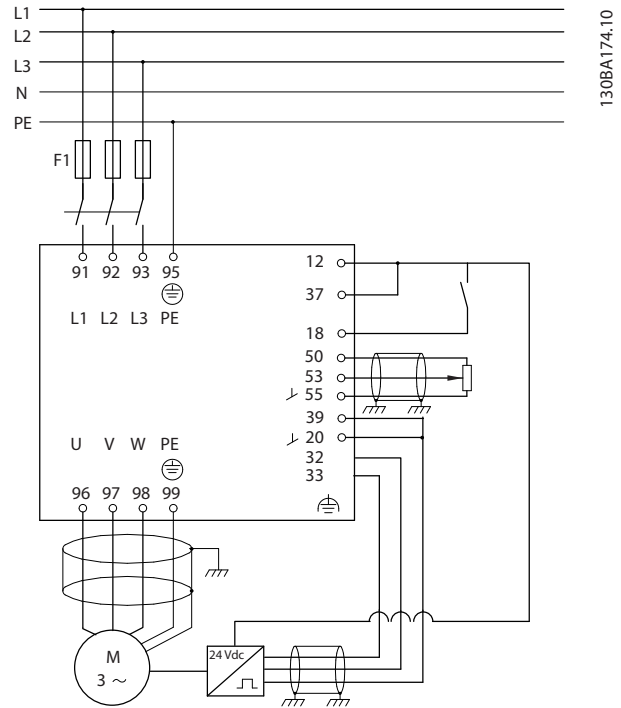 L1
L2
L3
N
PE
130BA174.10
F1
91 92 93 95
L1 L2 L3 PE
12
37
18
50
53
55
39
20
32
33
U V W PE
96 97 98 99
M
3 ~
24 Vdc